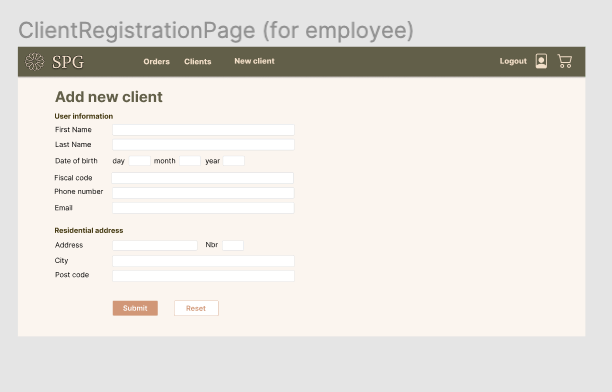 ClientRegistrationPage (for employee)
SPG Orders Clients New client Logout
Add new client
User information
First Name
Last Name
Date of birth day month year
Fiscal code
Phone number
Email
Residential address
Address Nbr
City
Post code
Submit Reset